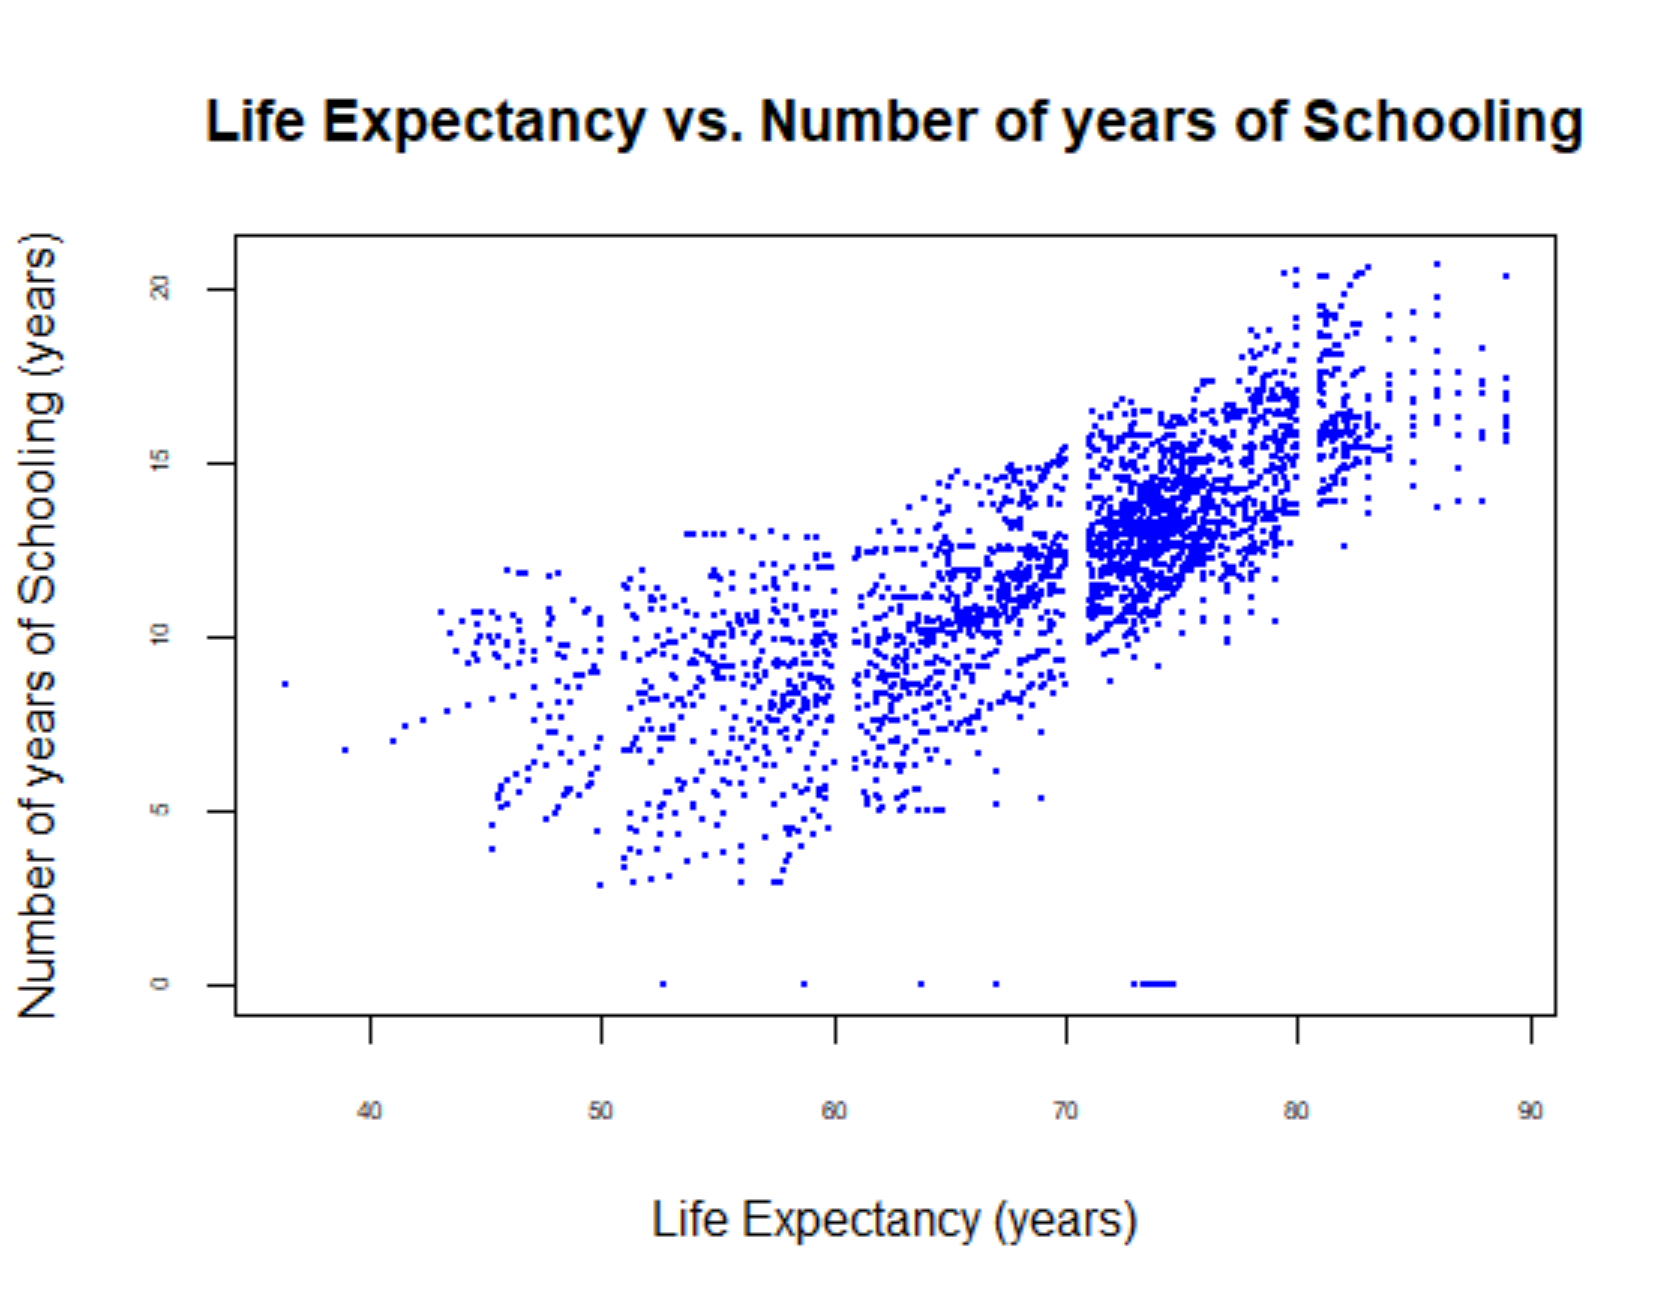 Life Expectancy vs. Number of years of Schooling
Number of years of Schooling (years)
20
15
10
5
0
40 50 60 70 80 90
Life Expectancy (years)